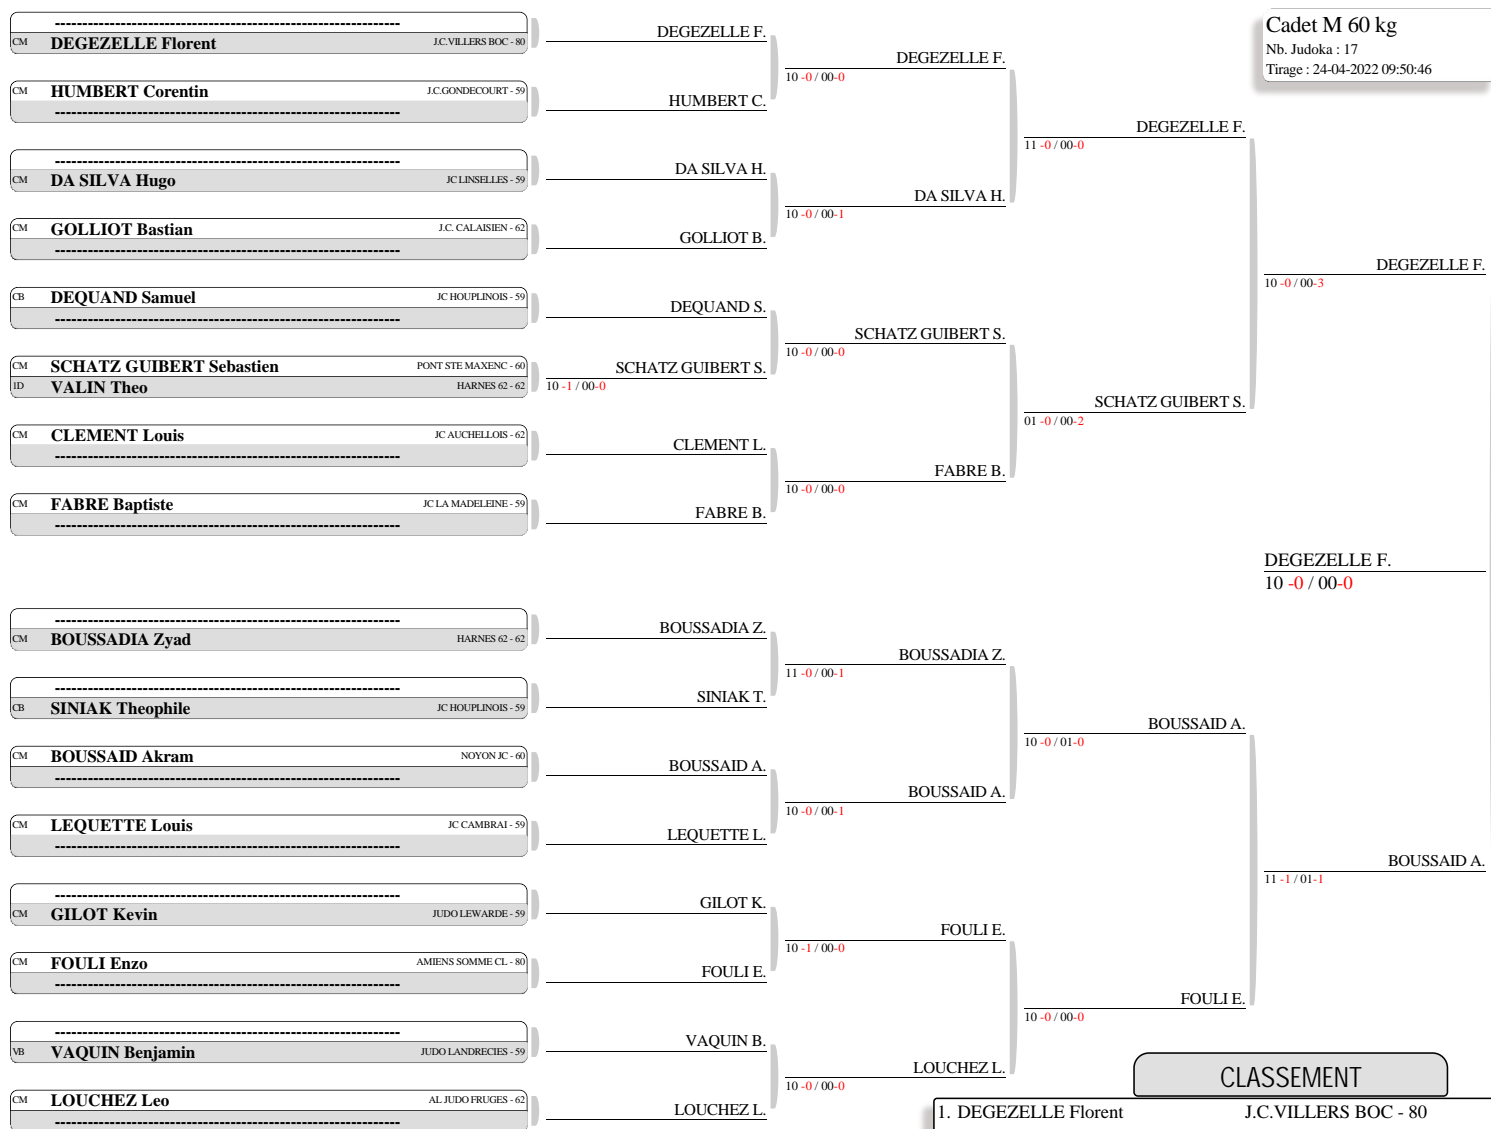 Cadet M 60 kg
Nb. Judoka : 17
Tirage : 24-04-2022 09:50:46
----------------------------------------------------------------
CM DEGEZELLE Florent J.C.VILLERS BOC - 80
CM HUMBERT Corentin J.C.GONDECOURT - 59
----------------------------------------------------------------
----------------------------------------------------------------
CM DA SILVA Hugo JC LINSELLES - 59
CM GOLLIOT Bastian J.C. CALAISIEN - 62
----------------------------------------------------------------
CB DEQUAND Samuel JC HOUPLINOIS - 59
----------------------------------------------------------------
CM SCHATZ GUIBERT Sebastien PONT STE MAXENC - 60
1D VALIN Theo HARNES 62 - 62
CM CLEMENT Louis JC AUCHELLOIS - 62
----------------------------------------------------------------
CM FABRE Baptiste JC LA MADELEINE - 59
----------------------------------------------------------------
----------------------------------------------------------------
CM BOUSSADIA Zyad HARNES 62 - 62
----------------------------------------------------------------
CB SINIAK Theophile JC HOUPLINOIS - 59
CM BOUSSAID Akram NOYON JC - 60
----------------------------------------------------------------
CM LEQUETTE Louis JC CAMBRAI - 59
----------------------------------------------------------------
----------------------------------------------------------------
CM GILOT Kevin JUDO LEWARDE - 59
CM FOULI Enzo AMIENS SOMME CL - 80
----------------------------------------------------------------
----------------------------------------------------------------
VB VAQUIN Benjamin JUDO LANDRECIES - 59
CM LOUCHEZ Leo AL JUDO FRUGES - 62
----------------------------------------------------------------
DEGEZELLE F.
HUMBERT C.
DA SILVA H.
GOLLIOT B.
DEQUAND S.
SCHATZ GUIBERT S.
10 -1 / 00-0
CLEMENT L.
FABRE B.
BOUSSADIA Z.
SINIAK T.
BOUSSAID A.
LEQUETTE L.
GILOT K.
FOULI E.
VAQUIN B.
LOUCHEZ L.
DEGEZELLE F.
10 -0 / 00-0
DA SILVA H.
10 -0 / 00-1
SCHATZ GUIBERT S.
10 -0 / 00-0
FABRE B.
10 -0 / 00-0
BOUSSADIA Z.
11 -0 / 00-1
BOUSSAID A.
10 -0 / 00-1
FOULI E.
10 -1 / 00-0
LOUCHEZ L.
10 -0 / 00-0
DEGEZELLE F.
11 -0 / 00-0
SCHATZ GUIBERT S.
01 -0 / 00-2
BOUSSAID A.
10 -0 / 01-0
FOULI E.
10 -0 / 00-0
DEGEZELLE F.
10 -0 / 00-3
BOUSSAID A.
11 -1 / 01-1
DEGEZELLE F.
10 -0 / 00-0
CLASSEMENT
1. DEGEZELLE Florent J.C.VILLERS BOC - 80